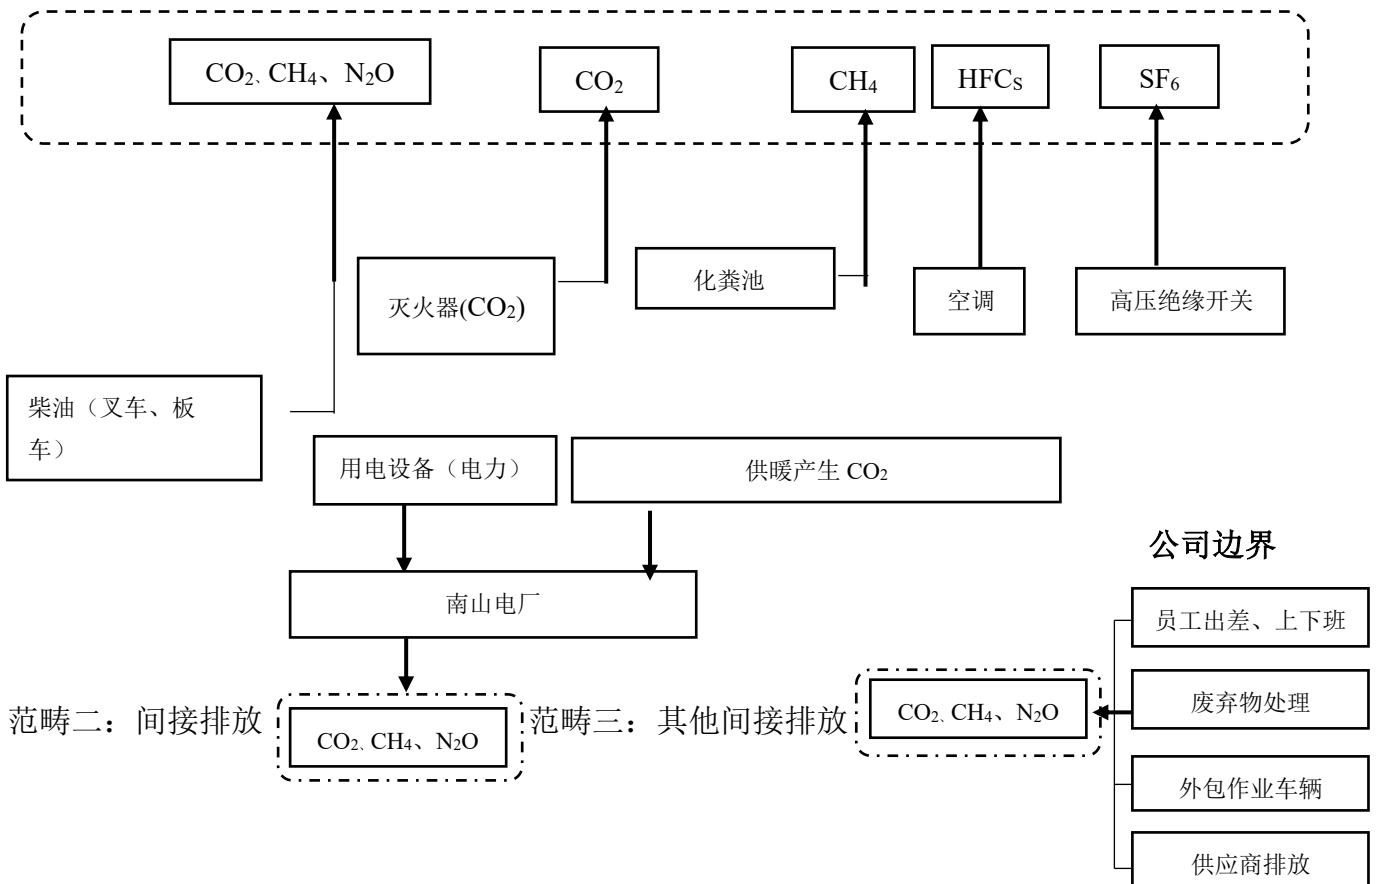 CO₂、CH₄、N₂O
CO₂
CH₄
HFCS
SF₆
灭火器(CO₂)
化粪池
空调
高压绝缘开关
柴油（叉车、板
车）
用电设备（电力）
供暖产生 CO₂
公司边界
南山电厂
员工出差、上下班
范畴二：间接排放
CO₂、CH₄、N₂O
范畴三：其他间接排放
CO₂、CH₄、N₂O
废弃物处理
外包作业车辆
供应商排放